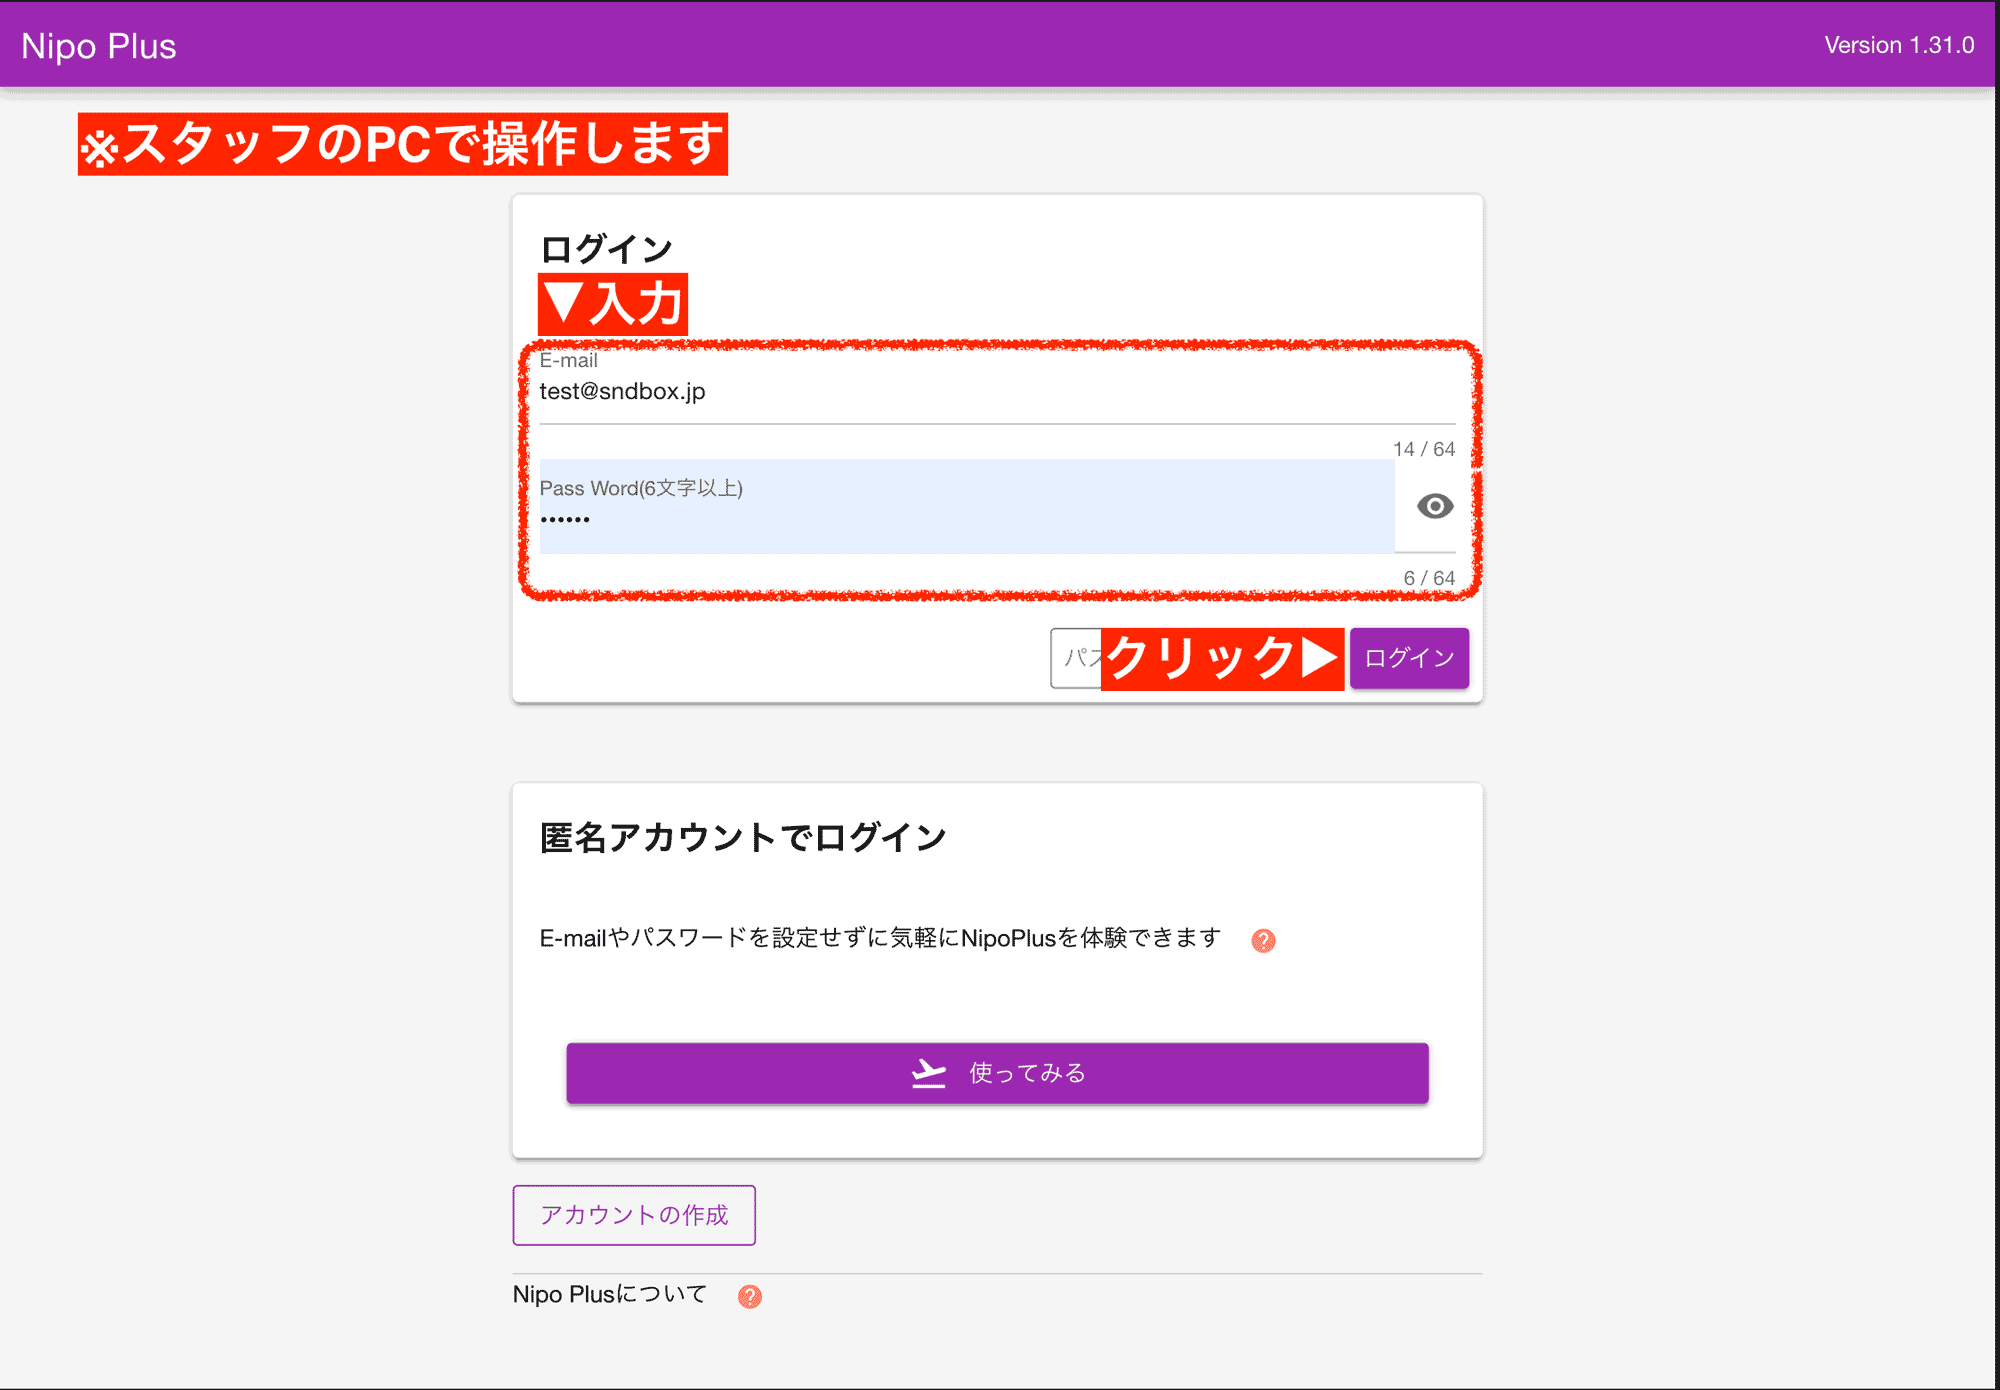 Nipo Plus
Version 1.31.0
※スタッフのPCで操作します
ログイン
▼入力
E-mail
test@sndbox.jp
14 / 64
Pass Word(6文字以上)
••••••
6 / 64
パス
クリック▶
ログイン
匿名アカウントでログイン
E-mailやパスワードを設定せずに気軽にNipoPlusを体験できます
使ってみる
アカウントの作成
Nipo Plusについて